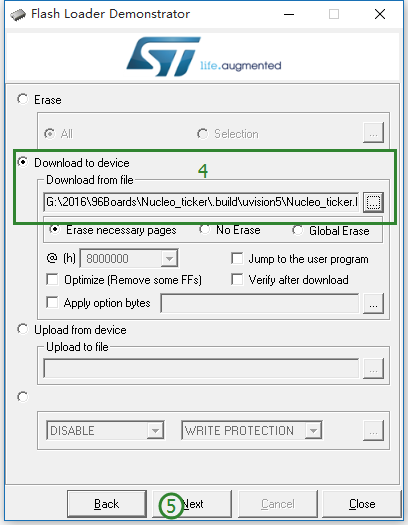 Flash Loader Demonstrator
ST life.augmented
Erase
All Selection ...
Download to device 4
Download from file
G:\2016\96Boards\Nucleo_ticker\.build\uvision5\Nucleo_ticker.l ...
Erase necessary pages No Erase Global Erase
@ (h) 8000000 Jump to the user program
Optimize (Remove some FFs) Verify after download
Apply option bytes ...
Upload from device
Upload to file
...
DISABLE WRITE PROTECTION ...
Back 5 Next Cancel Close